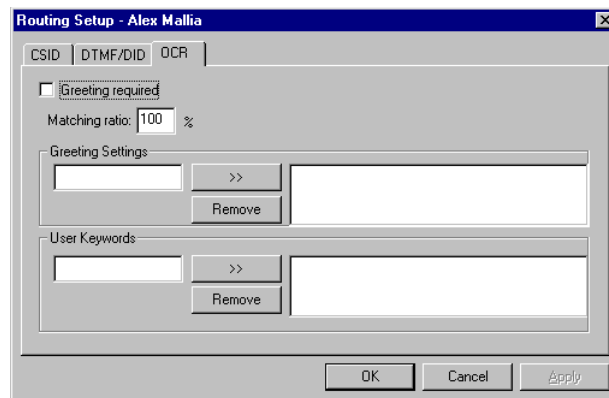 Routing Setup - Alex Mallia
CSID DTMF/DID OCR
Greeting required
Matching ratio: 100 %
Greeting Settings
>>
Remove
User Keywords
>>
Remove
OK Cancel Apply